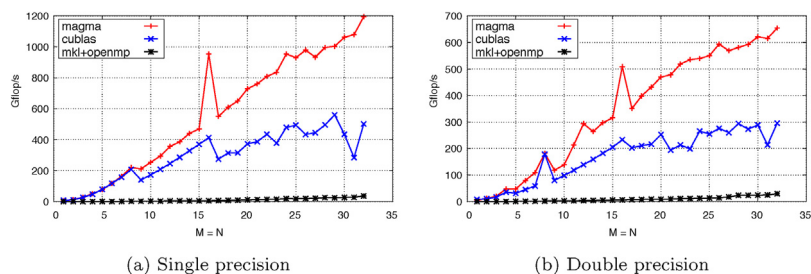 magma
cublas
mkl+openmp
1200
1000
800
600
400
200
0
Gflop/s
0 5 10 15 20 25 30 35
M = N
(a) Single precision
magma
cublas
mkl+openmp
700
600
500
400
300
200
100
0
Gflop/s
0 5 10 15 20 25 30 35
M = N
(b) Double precision